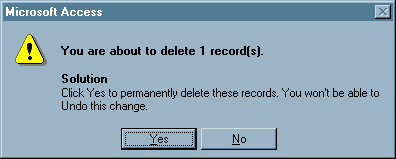 Microsoft Access
You are about to delete 1 record(s).
Solution
Click Yes to permanently delete these records. You won't be able to
Undo this change.
Yes
No